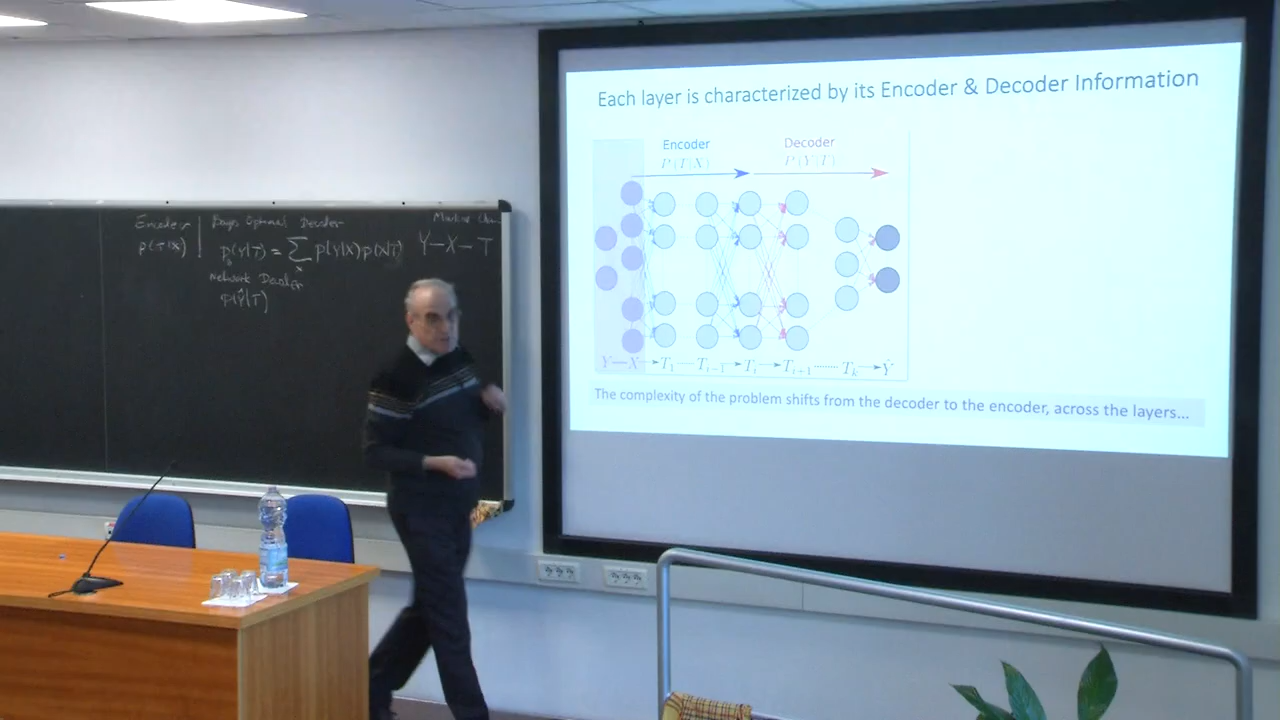 Encoder
p(T|X)
Bayes Optimal Decoder
p(Y|T) = ∑ p(Y|X) p(X|T)
x
Network Decoder
p(Ŷ|T)
Y—X—T
Each layer is characterized by its Encoder & Decoder Information
Encoder Decoder
P(T|X) P(Y|T)
Y—X→T₁—Tᵢ₋₁→Tᵢ→Tᵢ₊₁........Tₖ→Ŷ
The complexity of the problem shifts from the decoder to the encoder, across the layers...